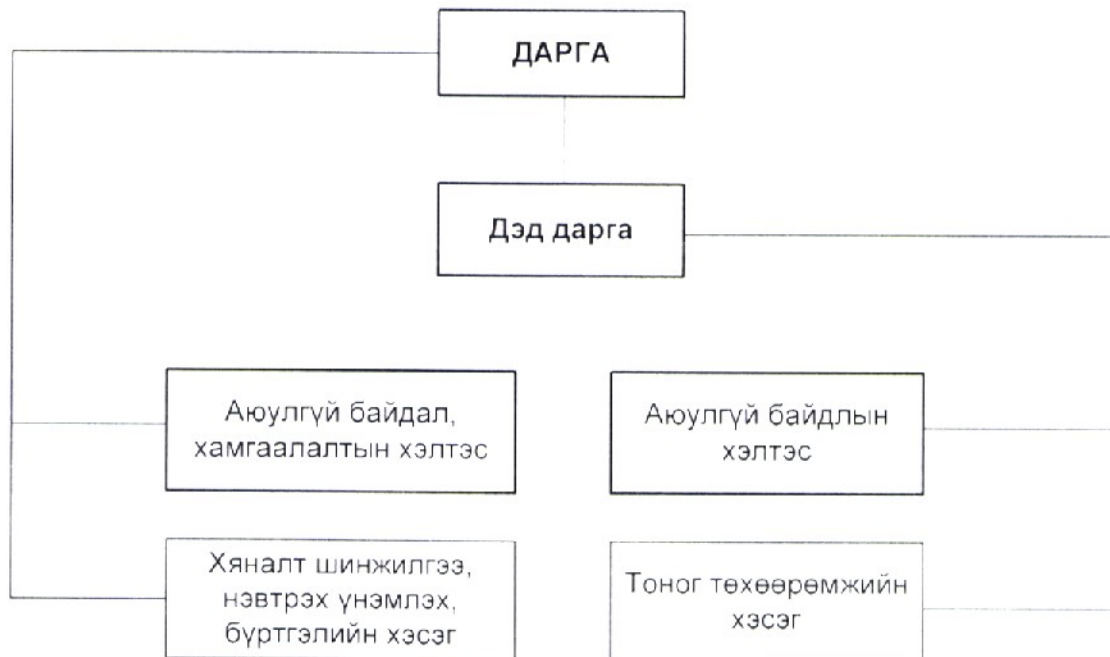 ДАРГА
Дэд дарга
Аюулгүй байдал,
хамгаалалтын хэлтэс
Аюулгүй байдлын
хэлтэс
Хяналт шинжилгээ,
нэвтрэх үнэмлэх,
бүртгэлийн хэсэг
Тоног төхөөрөмжийн
хэсэг